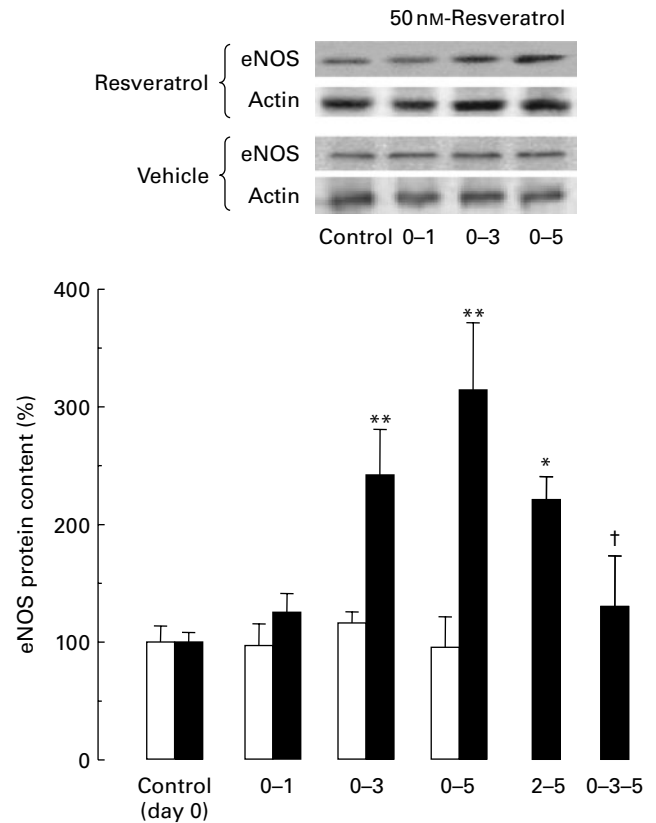 50 nM-Resveratrol
Resveratrol
eNOS
Actin
Vehicle
eNOS
Actin
Control 0–1 0–3 0–5
eNOS protein content (%)
400
300
200
100
0
** ** * †
Control (day 0) 0–1 0–3 0–5 2–5 0–3–5